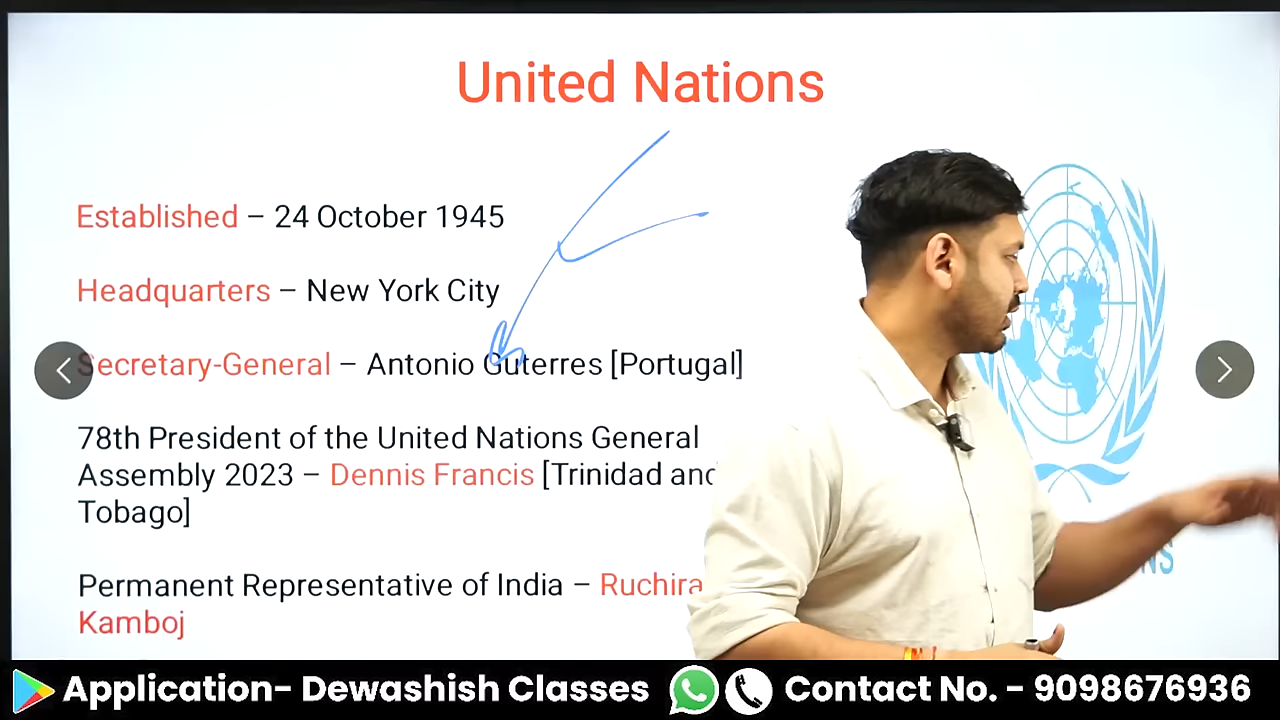 United Nations
Established – 24 October 1945
Headquarters – New York City
Secretary-General – Antonio Guterres [Portugal]
78th President of the United Nations General
Assembly 2023 – Dennis Francis [Trinidad and
Tobago]
Permanent Representative of India – Ruchira
Kamboj
Application- Dewashish Classes
Contact No. - 9098676936